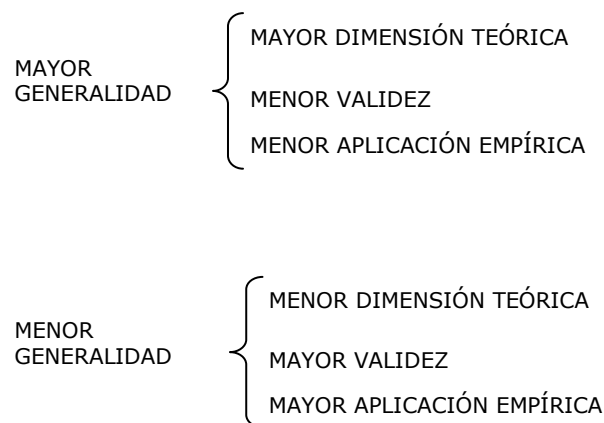 MAYOR DIMENSIÓN TEÓRICA
MAYOR
GENERALIDAD
MENOR VALIDEZ
MENOR APLICACIÓN EMPÍRICA
MENOR DIMENSIÓN TEÓRICA
MENOR
GENERALIDAD
MAYOR VALIDEZ
MAYOR APLICACIÓN EMPÍRICA